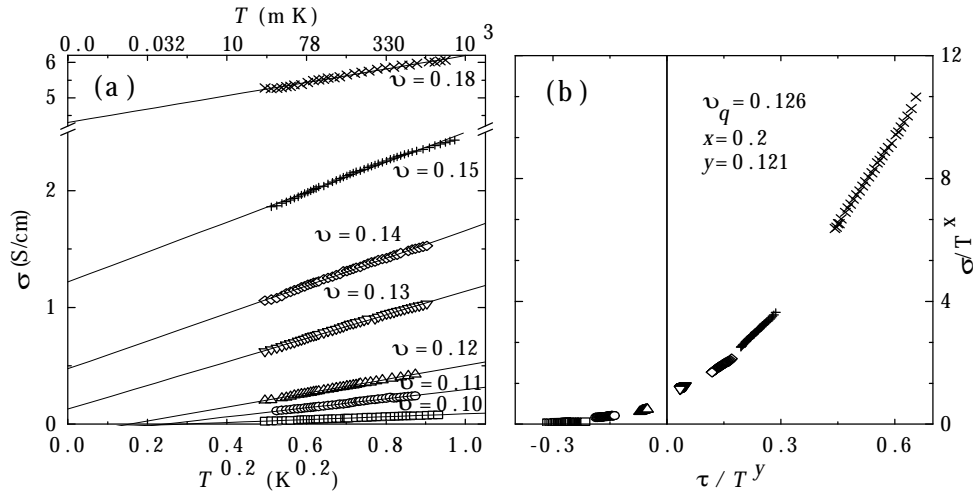 T (mK)
0.0 0.032 10 78 330 10^3
(a)
υ=0.18
6
5
υ=0.15
2
υ=0.14
υ=0.13
1
υ=0.12
υ=0.11
υ=0.10
0
σ (S/cm)
0.0 0.2 0.4 0.6 0.8 1.0
T^0.2 (K^0.2)
(b)
υ_q=0.126
x=0.2
y=0.121
12
8
4
0
σ/T^x
-0.3 0.0 0.3 0.6
τ/T^y